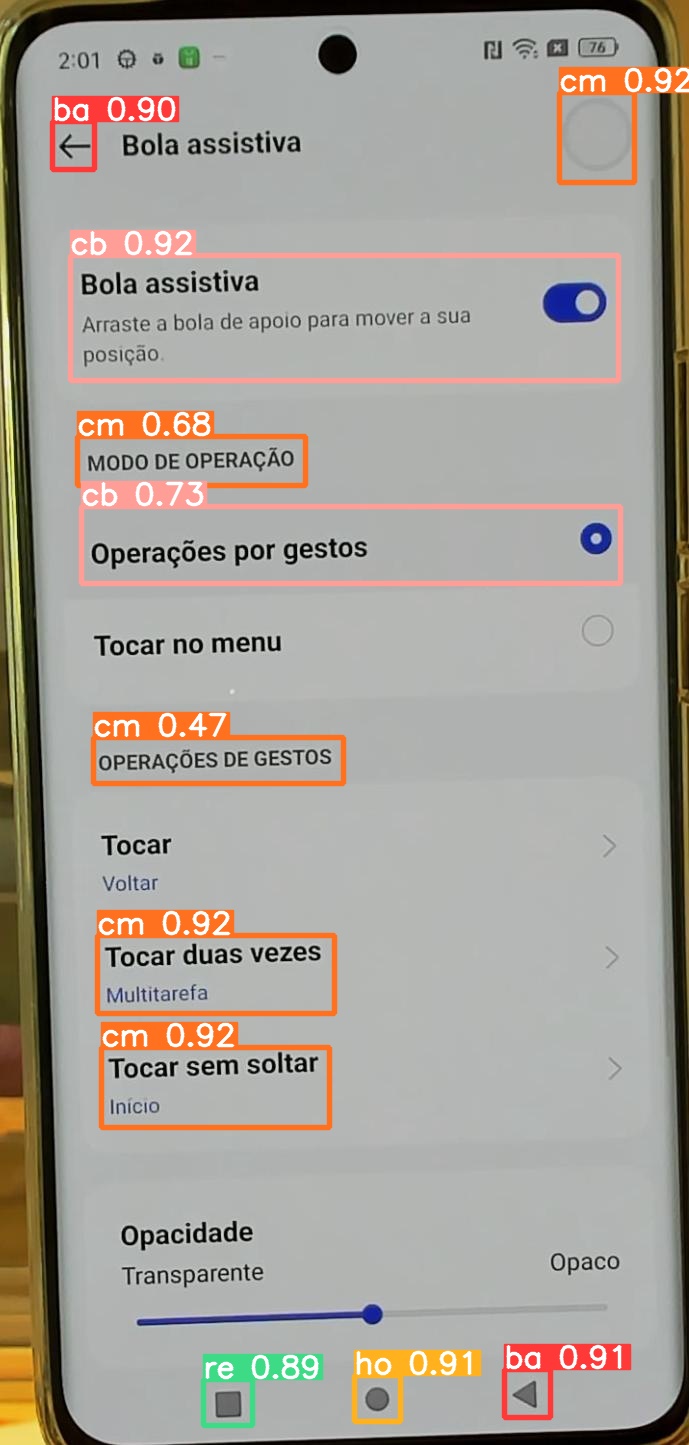 2:01
76
cm 0.92
ba 0.90
Bola assistiva
cb 0.92
Bola assistiva
Arraste a bola de apoio para mover a sua
posição.
cm 0.68
MODO DE OPERAÇÃO
cb 0.73
Operações por gestos
Tocar no menu
cm 0.47
OPERAÇÕES DE GESTOS
Tocar
Voltar
cm 0.92
Tocar duas vezes
Multitarefa
cm 0.92
Tocar sem soltar
Início
Opacidade
Transparente
Opaco
re 0.89
ho 0.91
ba 0.91